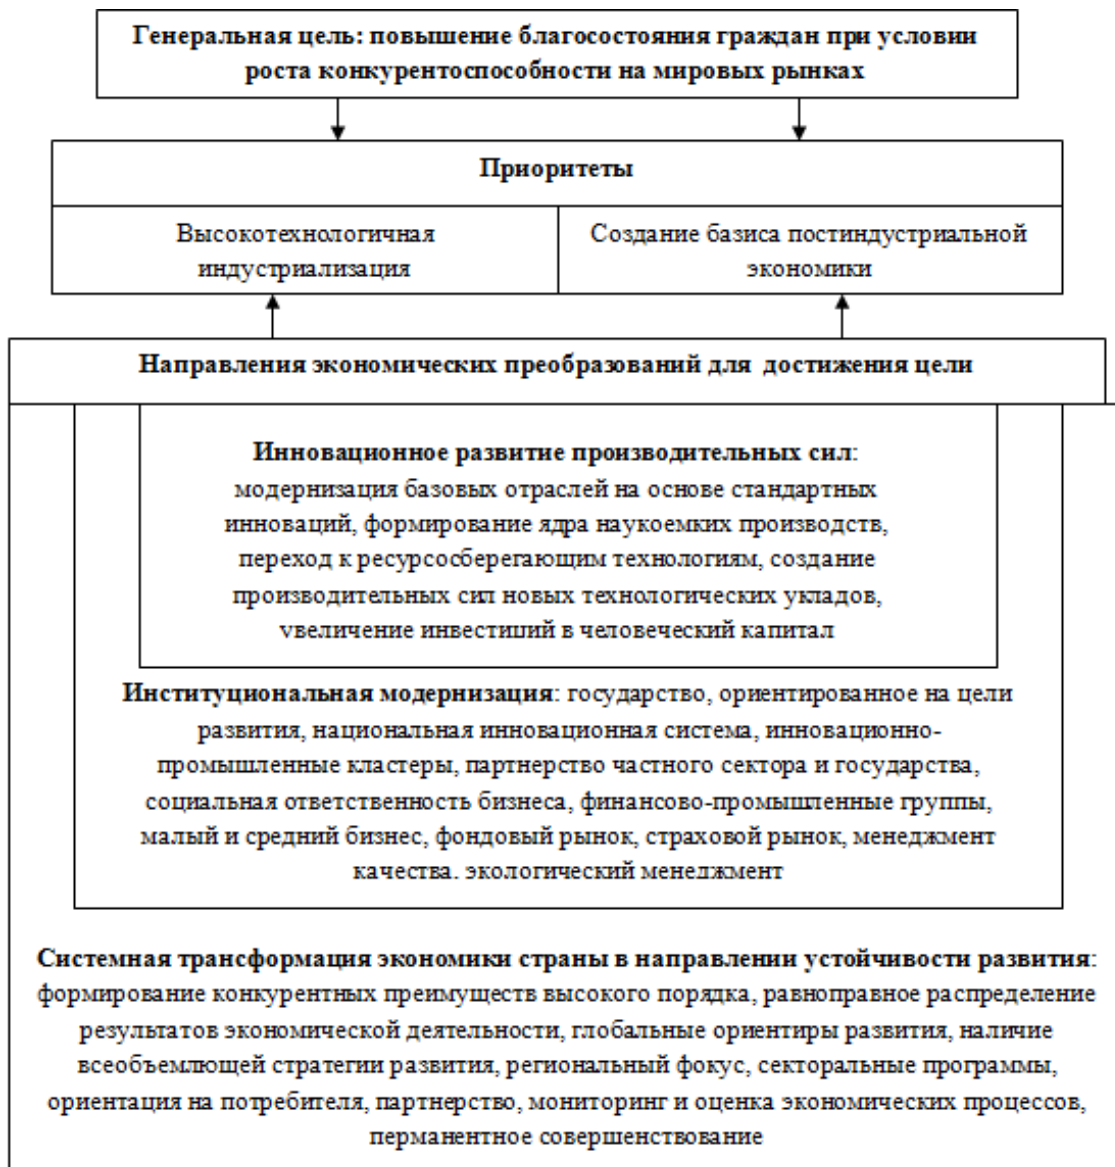 Генеральная цель: повышение благосостояния граждан при условии
роста конкурентоспособности на мировых рынках
Приоритеты
Высокотехнологичная
индустриализация
Создание базиса постиндустриальной
экономики
Направления экономических преобразований для достижения цели
Инновационное развитие производительных сил:
модернизация базовых отраслей на основе стандартных
инноваций, формирование ядра наукоемких производств,
переход к ресурсосберегающим технологиям, создание
производительных сил новых технологических укладов,
увеличение инвестиций в человеческий капитал
Институциональная модернизация: государство, ориентированное на цели
развития, национальная инновационная система, инновационно-
промышленные кластеры, партнерство частного сектора и государства,
социальная ответственность бизнеса, финансово-промышленные группы,
малый и средний бизнес, фондовый рынок, страховой рынок, менеджмент
качества. экологический менеджмент
Системная трансформация экономики страны в направлении устойчивости развития:
формирование конкурентных преимуществ высокого порядка, равноправное распределение
результатов экономической деятельности, глобальные ориентиры развития, наличие
всеобъемлющей стратегии развития, региональный фокус, секторальные программы,
ориентация на потребителя, партнерство, мониторинг и оценка экономических процессов,
перманентное совершенствование